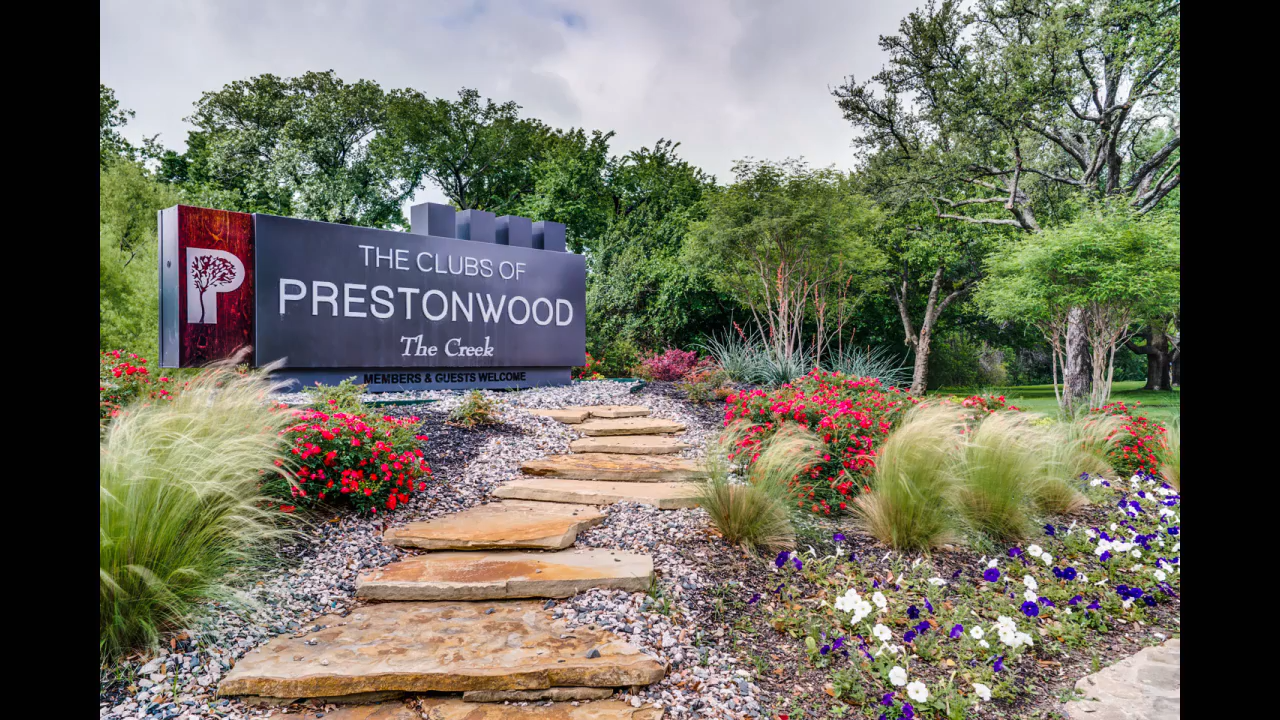 P
THE CLUBS OF
PRESTONWOOD
The Creek
MEMBERS & GUESTS WELCOME